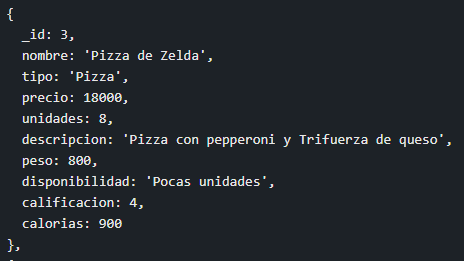 {
_id: 3,
nombre: 'Pizza de Zelda',
tipo: 'Pizza',
precio: 18000,
unidades: 8,
descripcion: 'Pizza con pepperoni y Trifuerza de queso',
peso: 800,
disponibilidad: 'Pocas unidades',
calificacion: 4,
calorias: 900
},